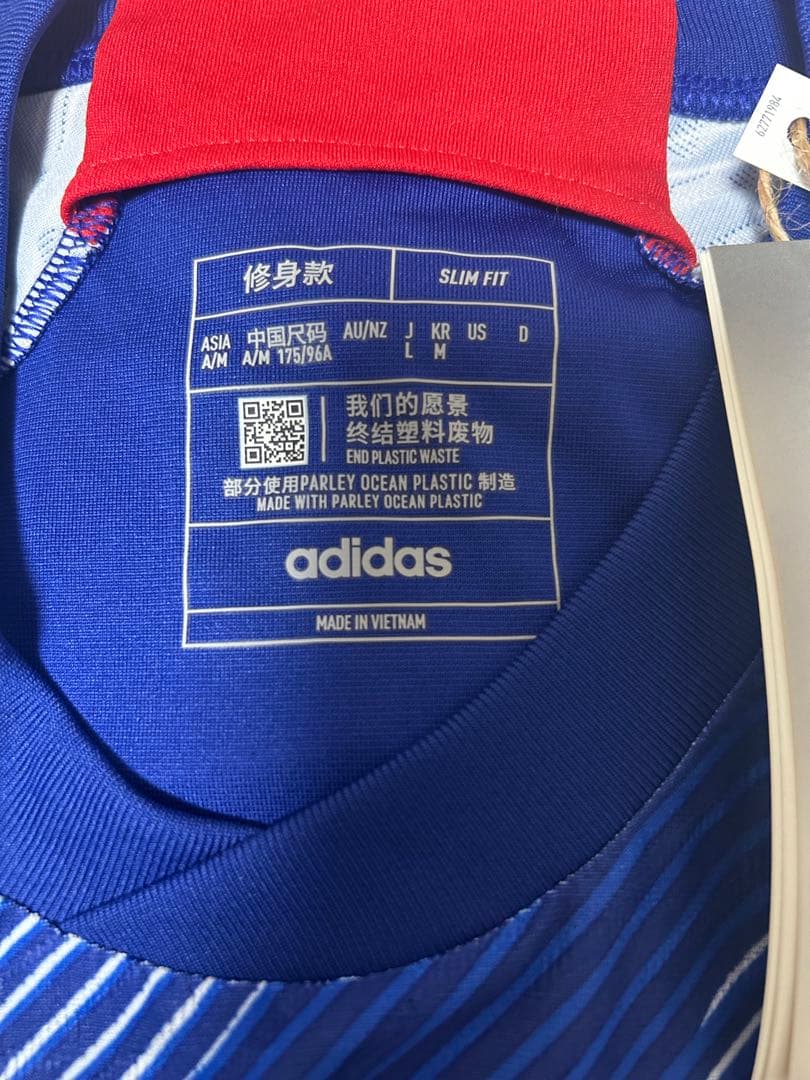 62771984
修身款 SLIM FIT
ASIA 中国尺码 AU/NZ J KR US D
A/M A/M 175/96A L M
我们的愿景
终结塑料废物
END PLASTIC WASTE
部分使用PARLEY OCEAN PLASTIC 制造
MADE WITH PARLEY OCEAN PLASTIC
adidas
MADE IN VIETNAM